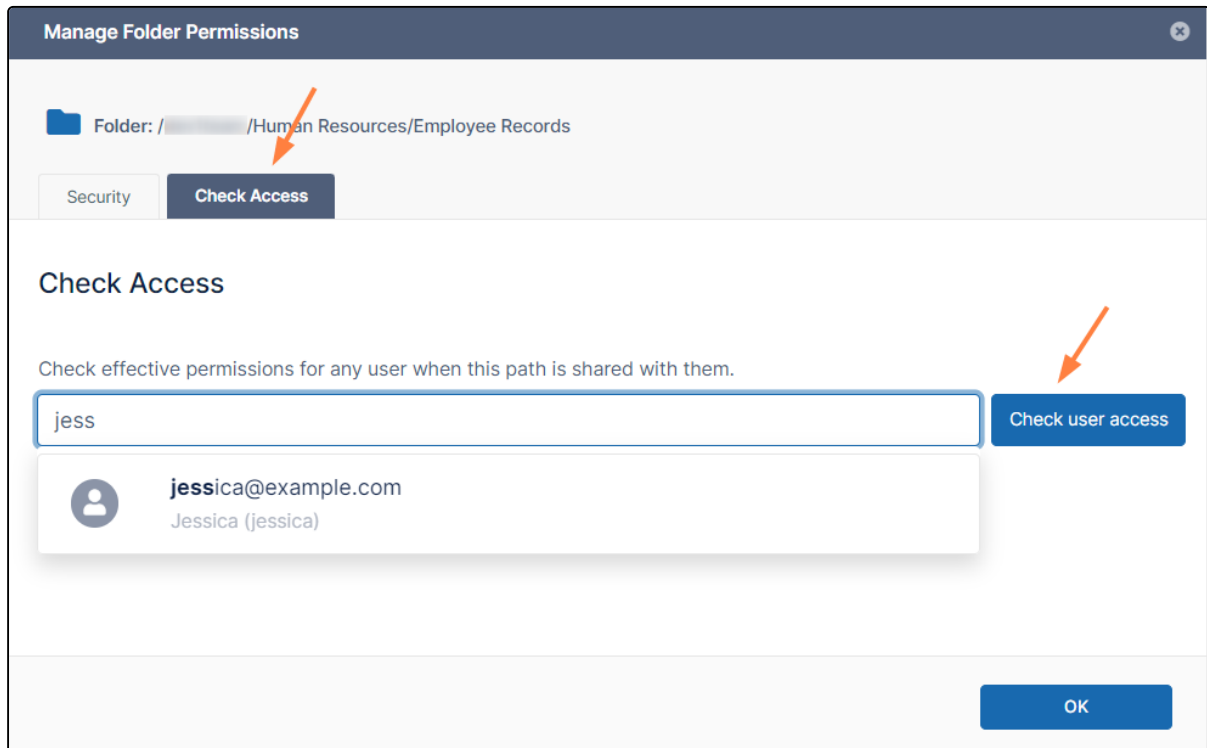 Manage Folder Permissions
Folder: / /Human Resources/Employee Records
Security
Check Access
Check Access
Check effective permissions for any user when this path is shared with them.
jess
Check user access
jessica@example.com
Jessica (jessica)
OK